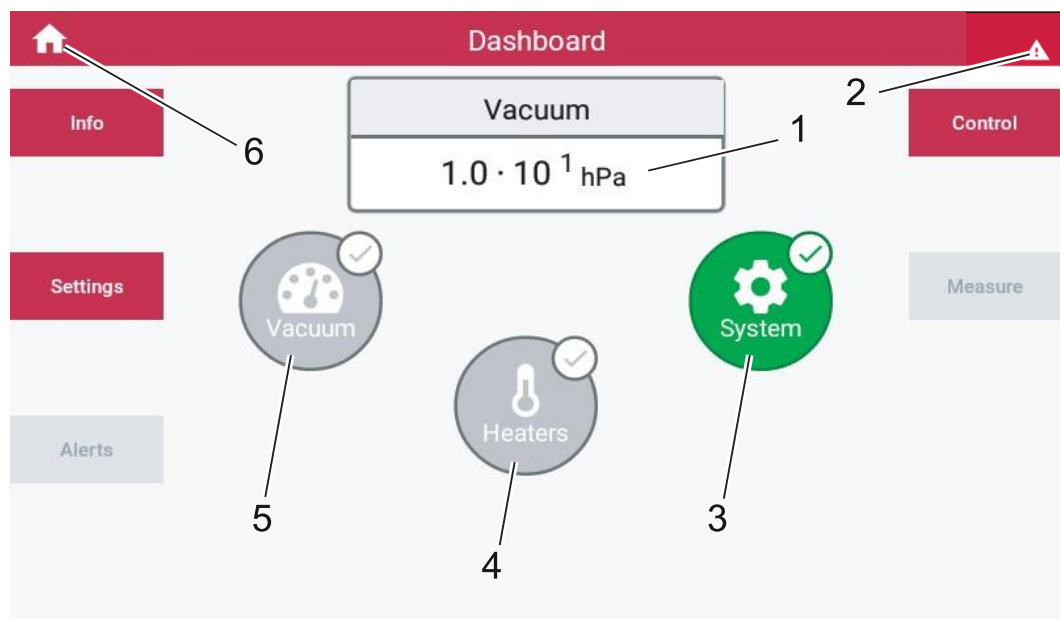 Dashboard
2
Info
Vacuum
1
Control
6
1.0 · 10 ¹ hPa
Settings
Vacuum
System
Measure
Heaters
Alerts
5
3
4